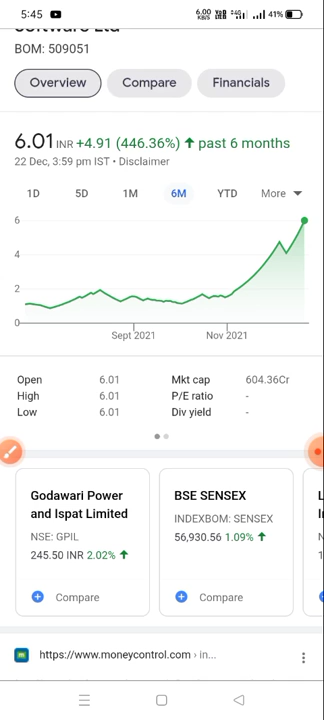 5:45
6.00 KB/S
41%
Software Ltd
BOM: 509051
Overview
Compare
Financials
6.01 INR +4.91 (446.36%) ↑ past 6 months
22 Dec, 3:59 pm IST • Disclaimer
1D 5D 1M 6M YTD More
6
4
2
0
Sept 2021 Nov 2021
Open 6.01 Mkt cap 604.36Cr
High 6.01 P/E ratio -
Low 6.01 Div yield -
Godawari Power
and Ispat Limited
NSE: GPIL
245.50 INR 2.02% ↑
Compare
BSE SENSEX
INDEXBOM: SENSEX
56,930.56 1.09% ↑
Compare
https://www.moneycontrol.com › in...